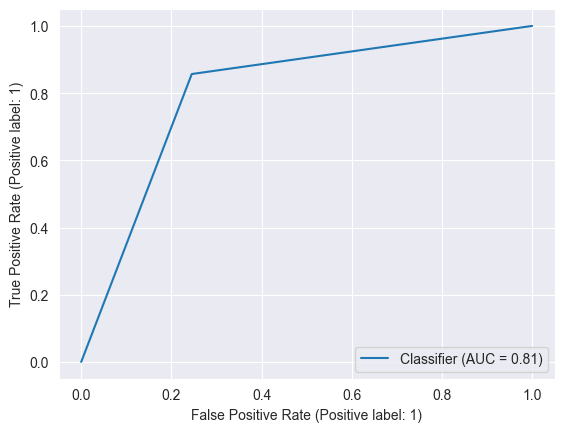 1.0
0.8
0.6
0.4
0.2
0.0
True Positive Rate (Positive label: 1)
Classifier (AUC = 0.81)
0.0 0.2 0.4 0.6 0.8 1.0
False Positive Rate (Positive label: 1)